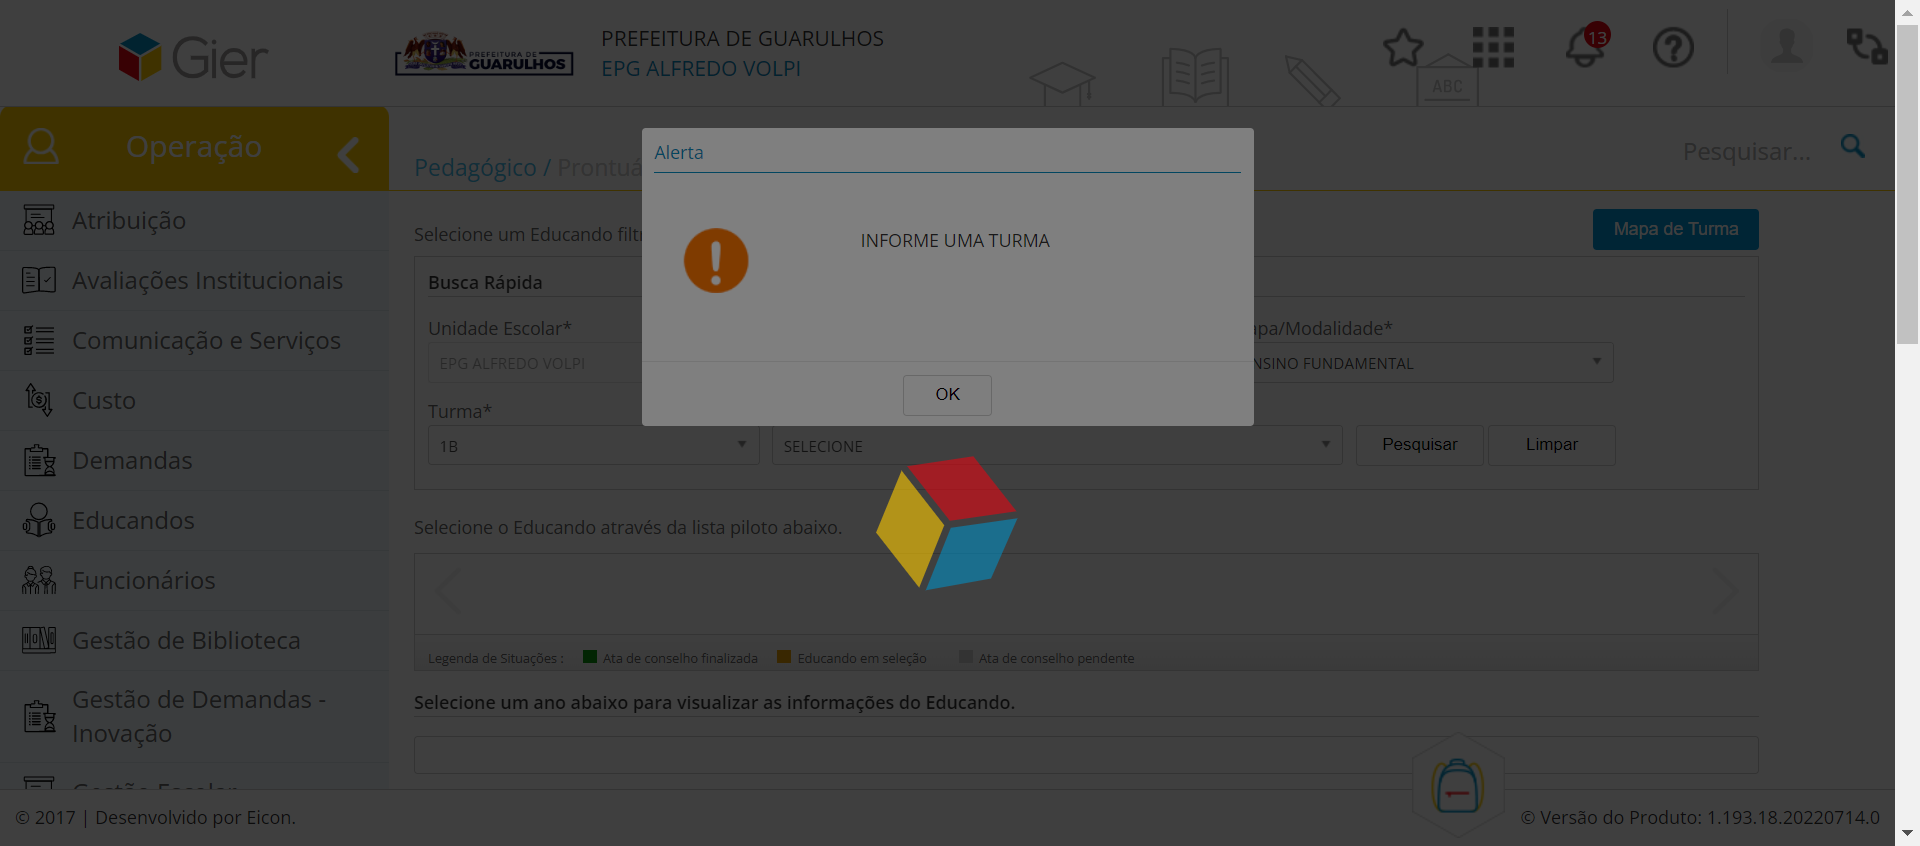 Gier
PREFEITURA DE
GUARULHOS
PREFEITURA DE GUARULHOS
EPG ALFREDO VOLPI
ABC
13
Operação
Pedagógico / Prontuá
Pesquisar...
Alerta
INFORME UMA TURMA
OK
Atribuição
Avaliações Institucionais
Comunicação e Serviços
Custo
Demandas
Educandos
Funcionários
Gestão de Biblioteca
Gestão de Demandas -
Inovação
Gestão Escolar
Selecione um Educando filtr
Mapa de Turma
Busca Rápida
Unidade Escolar*
apa/Modalidade*
EPG ALFREDO VOLPI
NSINO FUNDAMENTAL
Turma*
1B
SELECIONE
Pesquisar
Limpar
Selecione o Educando através da lista piloto abaixo.
Legenda de Situações :
Ata de conselho finalizada
Educando em seleção
Ata de conselho pendente
Selecione um ano abaixo para visualizar as informações do Educando.
© 2017 | Desenvolvido por Eicon.
© Versão do Produto: 1.193.18.20220714.0